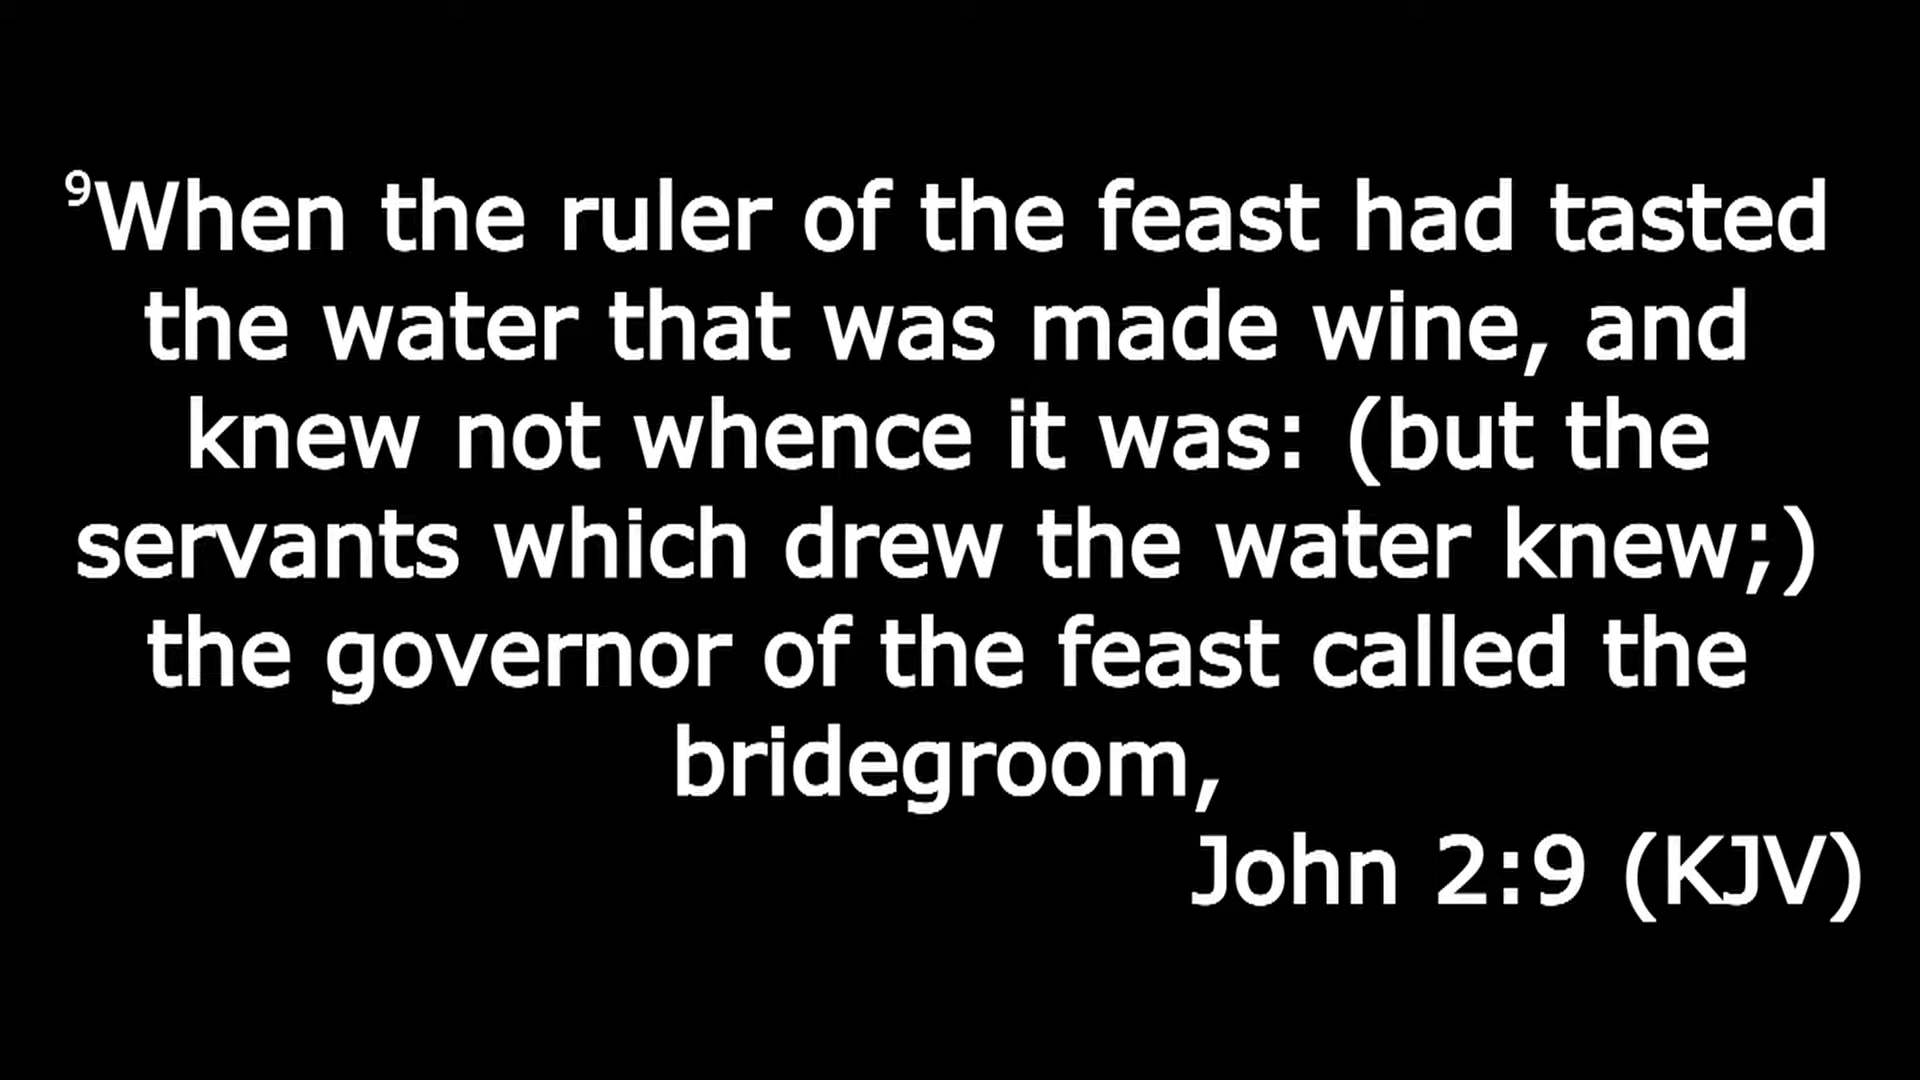 ⁹When the ruler of the feast had tasted
the water that was made wine, and
knew not whence it was: (but the
servants which drew the water knew;)
the governor of the feast called the
bridegroom,
John 2:9 (KJV)